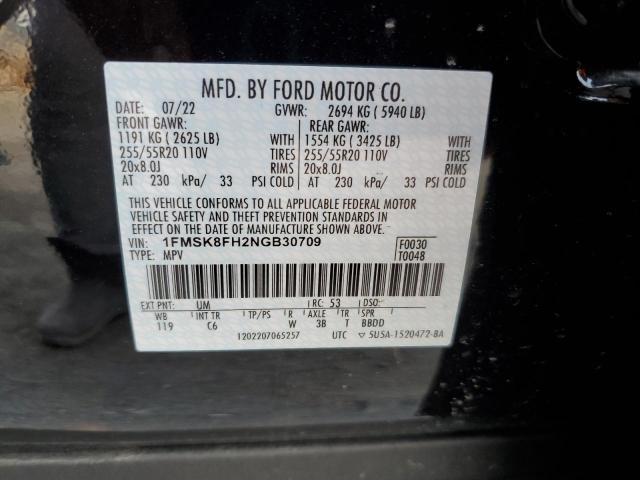 MFD. BY FORD MOTOR CO.
DATE: 07/22 GVWR: 2694 KG ( 5940 LB)
FRONT GAWR: REAR GAWR:
1191 KG ( 2625 LB) WITH 1554 KG ( 3425 LB) WITH
255/55R20 110V TIRES 255/55R20 110V TIRES
20x8.0J RIMS 20x8.0J RIMS
AT 230 kPa/ 33 PSI COLD AT 230 kPa/ 33 PSI COLD
THIS VEHICLE CONFORMS TO ALL APPLICABLE FEDERAL MOTOR
VEHICLE SAFETY AND THEFT PREVENTION STANDARDS IN
EFFECT ON THE DATE OF MANUFACTURE SHOWN ABOVE.
VIN: 1FMSK8FH2NGB30709 F0030
TYPE: MPV T0048
EXT PNT: UM RC: 53 DSO:
WB INT TR TP/PS R AXLE TR SPR
119 C6 W 3B T BBDD
1202207065257 UTC 5U5A-1520472-BA